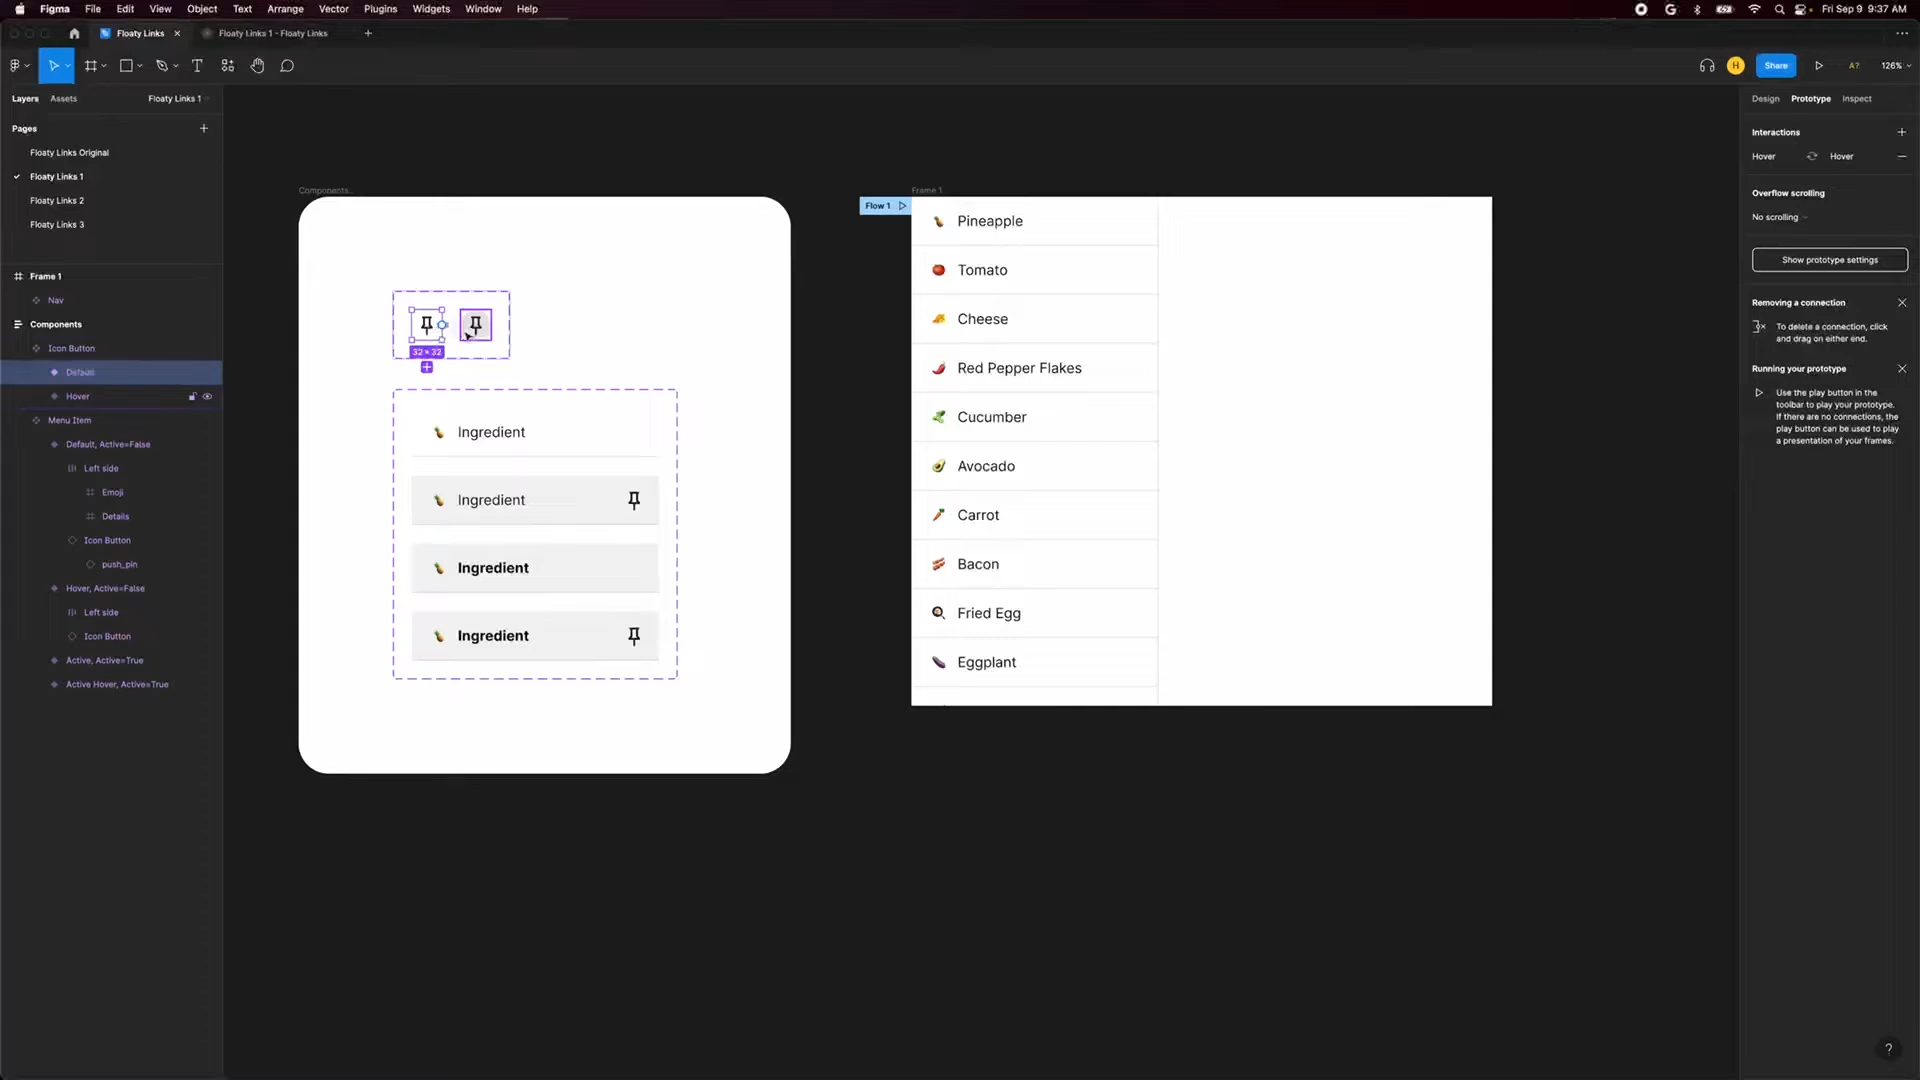 Figma File Edit View Object Text Arrange Vector Plugins Widgets Window Help
Fri Sep 9 9:37 AM
Floaty Links
Floaty Links 1 - Floaty Links
H
Share
A?
126%
Layers Assets Floaty Links 1
Pages
Floaty Links Original
Floaty Links 1
Floaty Links 2
Floaty Links 3
Frame 1
Nav
Components
Icon Button
Default
Hover
Menu Item
Default, Active=False
Left side
Emoji
Details
Icon Button
push_pin
Hover, Active=False
Left side
Icon Button
Active, Active=True
Active Hover, Active=True
Components...
32 × 32
Ingredient
Ingredient
Ingredient
Ingredient
Frame 1
Flow 1
Pineapple
Tomato
Cheese
Red Pepper Flakes
Cucumber
Avocado
Carrot
Bacon
Fried Egg
Eggplant
Design Prototype Inspect
Interactions
Hover Hover
Overflow scrolling
No scrolling
Show prototype settings
Removing a connection
To delete a connection, click
and drag on either end.
Running your prototype
Use the play button in the
toolbar to play your prototype.
If there are no connections, the
play button can be used to play
a presentation of your frames.
?